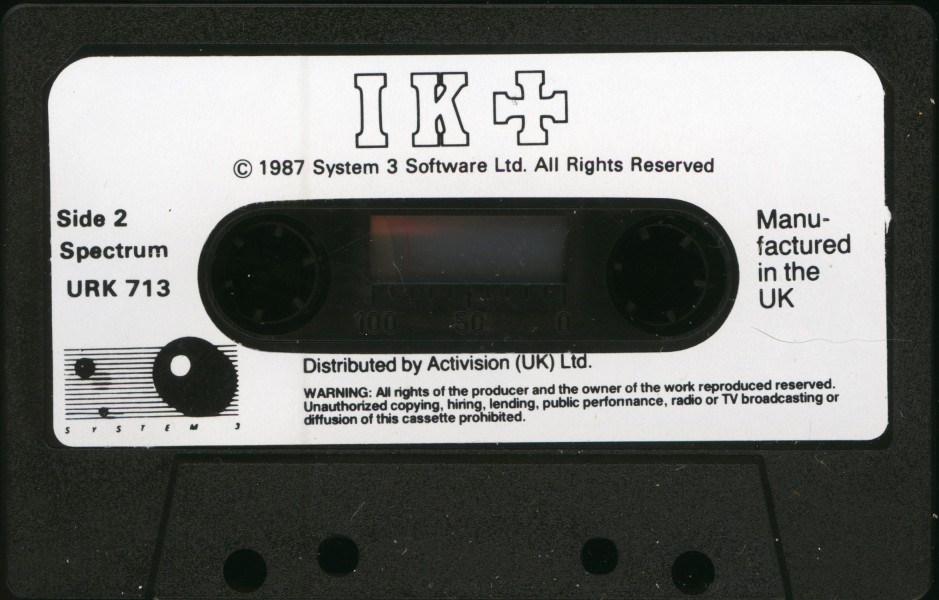 IK+
© 1987 System 3 Software Ltd. All Rights Reserved
Side 2
Spectrum
URK 713
Manu-
factured
in the
UK
100 50 0
Distributed by Activision (UK) Ltd.
WARNING: All rights of the producer and the owner of the work reproduced reserved.
Unauthorized copying, hiring, lending, public perfonnance, radio or TV broadcasting or
diffusion of this cassette prohibited.
SYSTEM 3